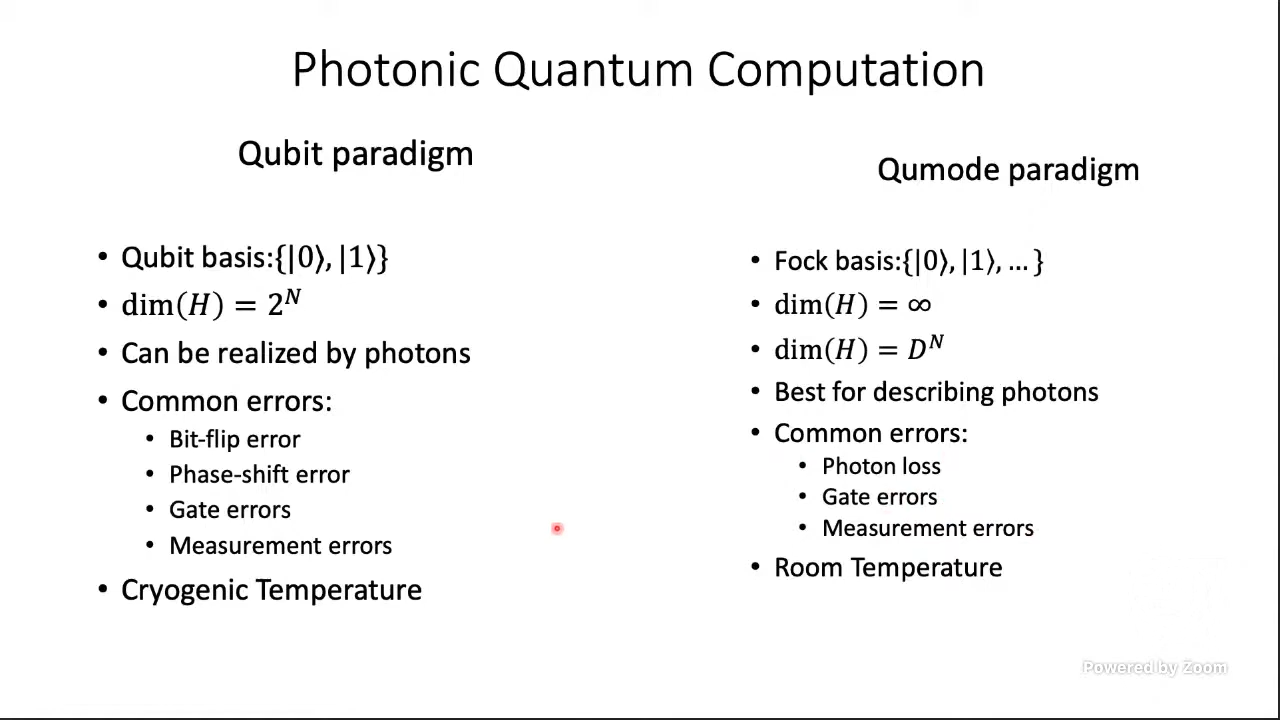 Photonic Quantum Computation
Qubit paradigm
• Qubit basis:{|0⟩, |1⟩}
• dim(H) = 2^N
• Can be realized by photons
• Common errors:
• Bit-flip error
• Phase-shift error
• Gate errors
• Measurement errors
• Cryogenic Temperature
Qumode paradigm
• Fock basis:{|0⟩, |1⟩, … }
• dim(H) = ∞
• dim(H) = D^N
• Best for describing photons
• Common errors:
• Photon loss
• Gate errors
• Measurement errors
• Room Temperature
Powered by Zoom